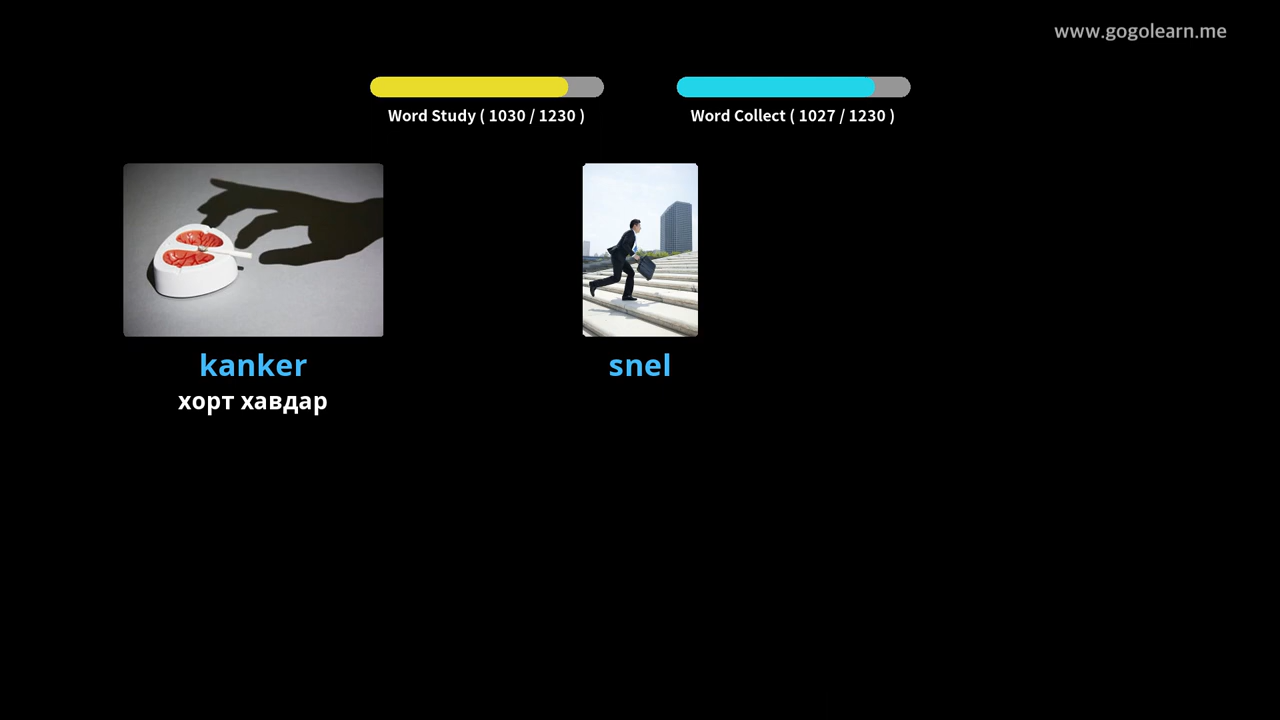 www.gogolearn.me
Word Study ( 1030 / 1230 )
Word Collect ( 1027 / 1230 )
kanker
хорт хавдар
snel